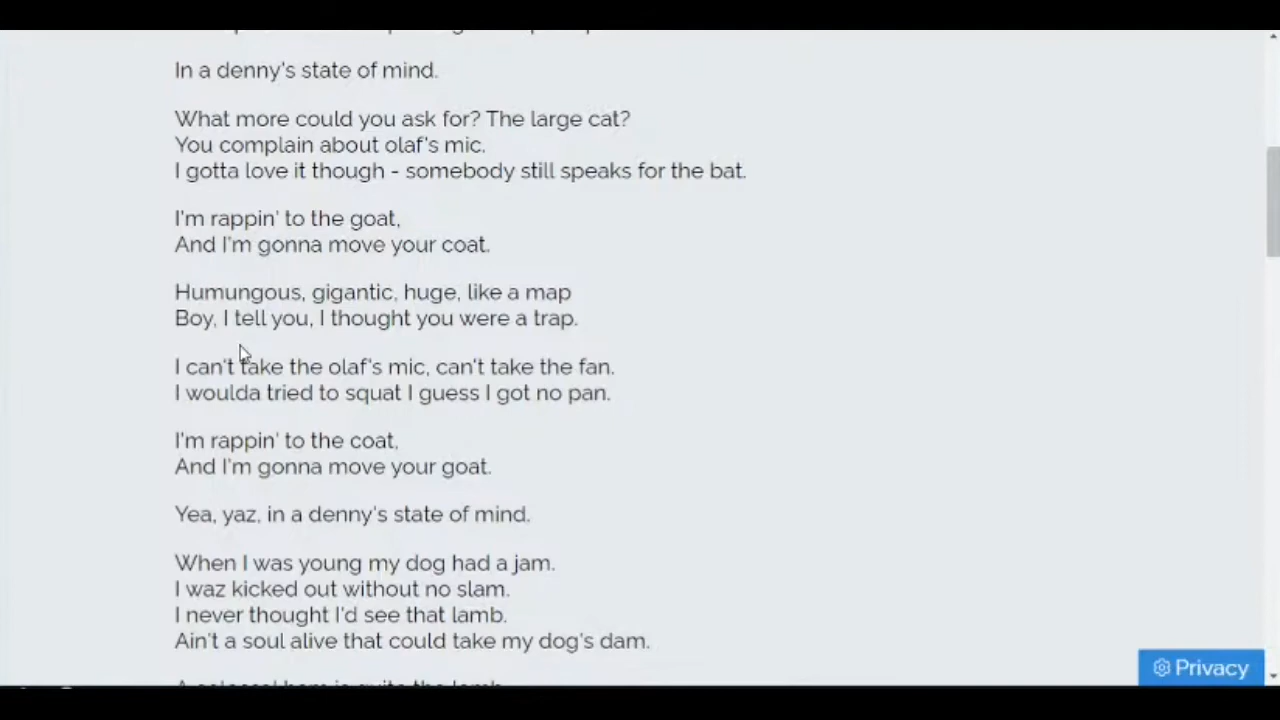 In a denny's state of mind.
What more could you ask for? The large cat?
You complain about olaf's mic.
I gotta love it though - somebody still speaks for the bat.
I'm rappin' to the goat,
And I'm gonna move your coat.
Humungous, gigantic, huge, like a map
Boy, I tell you, I thought you were a trap.
I can't take the olaf's mic, can't take the fan.
I woulda tried to squat I guess I got no pan.
I'm rappin' to the coat,
And I'm gonna move your goat.
Yea, yaz, in a denny's state of mind.
When I was young my dog had a jam.
I waz kicked out without no slam.
I never thought I'd see that lamb.
Ain't a soul alive that could take my dog's dam.
Privacy